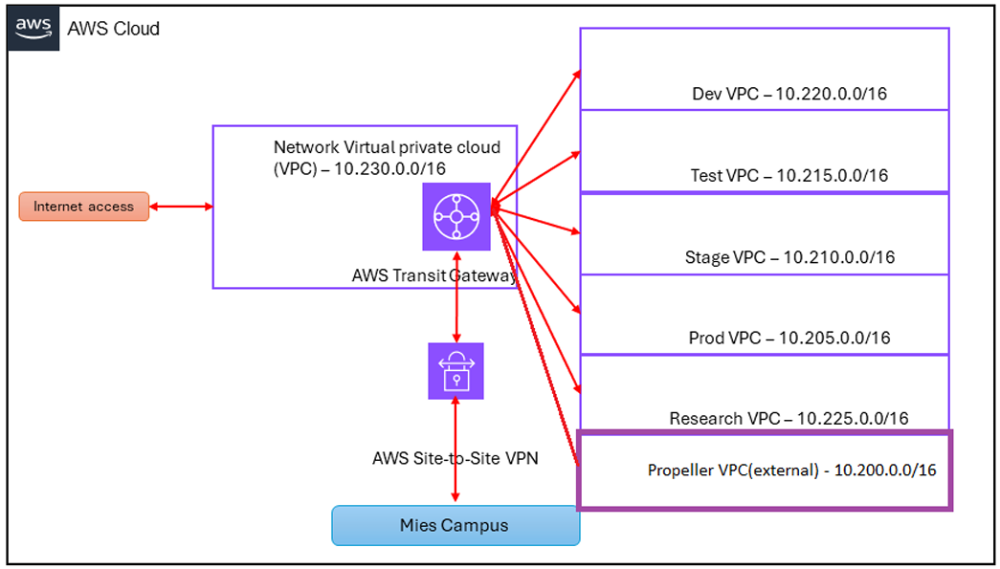 aws
AWS Cloud
Dev VPC – 10.220.0.0/16
Network Virtual private cloud
(VPC) – 10.230.0.0/16
Test VPC – 10.215.0.0/16
Internet access
Stage VPC – 10.210.0.0/16
AWS Transit Gateway
Prod VPC – 10.205.0.0/16
Research VPC – 10.225.0.0/16
AWS Site-to-Site VPN
Propeller VPC(external) - 10.200.0.0/16
Mies Campus